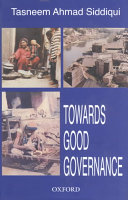 Tasneem Ahmad Siddiqui
TOWARDS
GOOD
GOVERNANCE
OXFORD